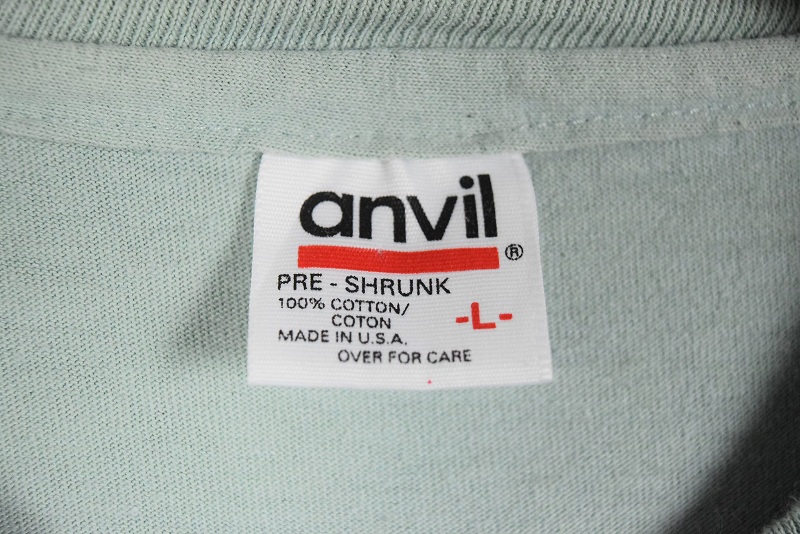 anvil®
PRE - SHRUNK
100% COTTON/
COTON
-L-
MADE IN U.S.A.
OVER FOR CARE